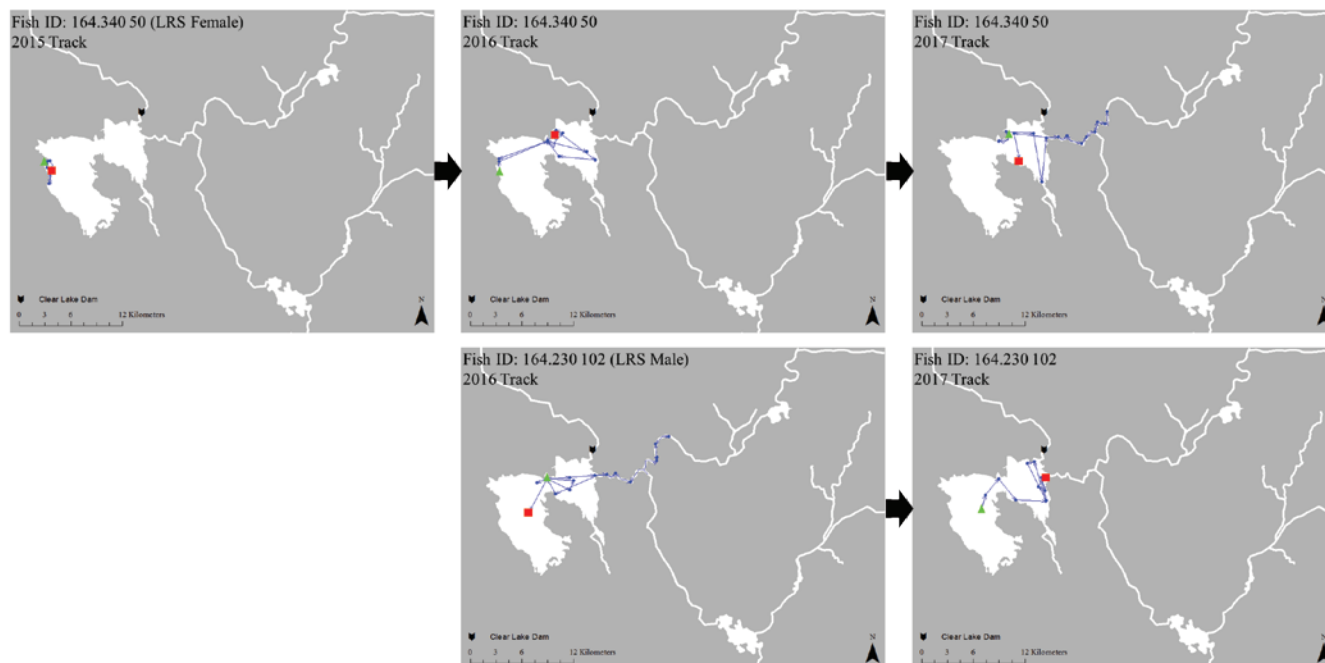 Fish ID: 164.340 50 (LRS Female)
2015 Track
Clear Lake Dam
0 3 6 12 Kilometers
N
Fish ID: 164.340 50
2016 Track
Clear Lake Dam
0 3 6 12 Kilometers
N
Fish ID: 164.340 50
2017 Track
Clear Lake Dam
0 3 6 12 Kilometers
N
Fish ID: 164.230 102 (LRS Male)
2016 Track
Clear Lake Dam
0 3 6 12 Kilometers
N
Fish ID: 164.230 102
2017 Track
Clear Lake Dam
0 3 6 12 Kilometers
N